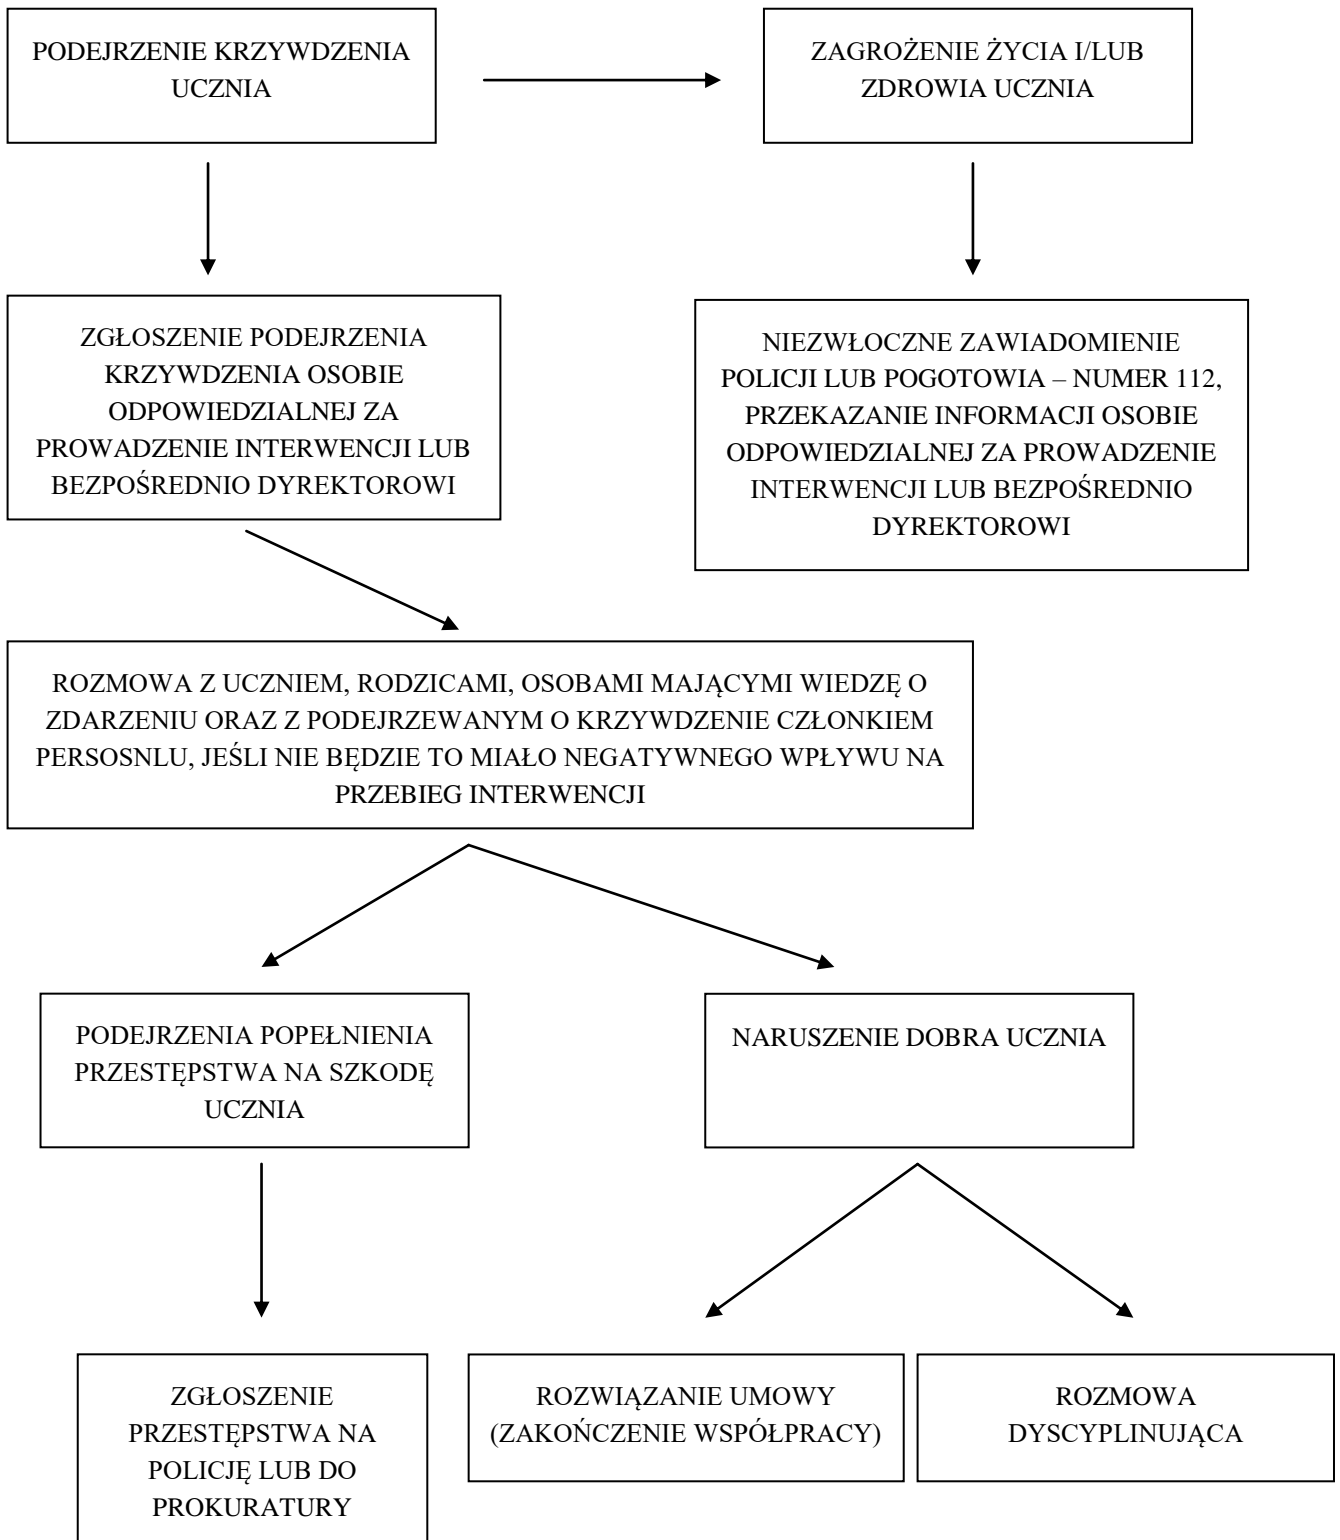 PODEJRZENIE KRZYWDZENIA
UCZNIA
ZAGROŻENIE ŻYCIA I/LUB
ZDROWIA UCZNIA
ZGŁOSZENIE PODEJRZENIA
KRZYWDZENIA OSOBIE
ODPOWIEDZIALNEJ ZA
PROWADZENIE INTERWENCJI LUB
BEZPOŚREDNIO DYREKTOROWI
NIEZWŁOCZNE ZAWIADOMIENIE
POLICJI LUB POGOTOWIA – NUMER 112,
PRZEKAZANIE INFORMACJI OSOBIE
ODPOWIEDZIALNEJ ZA PROWADZENIE
INTERWENCJI LUB BEZPOŚREDNIO
DYREKTOROWI
ROZMOWA Z UCZNIEM, RODZICAMI, OSOBAMI MAJĄCYMI WIEDZĘ O
ZDARZENIU ORAZ Z PODEJRZEWANYM O KRZYWDZENIE CZŁONKIEM
PERSOSNLU, JEŚLI NIE BĘDZIE TO MIAŁO NEGATYWNEGO WPŁYWU NA
PRZEBIEG INTERWENCJI
PODEJRZENIA POPEŁNIENIA
PRZESTĘPSTWA NA SZKODĘ
UCZNIA
NARUSZENIE DOBRA UCZNIA
ZGŁOSZENIE
PRZESTĘPSTWA NA
POLICJĘ LUB DO
PROKURATURY
ROZWIĄZANIE UMOWY
(ZAKOŃCZENIE WSPÓŁPRACY)
ROZMOWA
DYSCYPLINUJĄCA